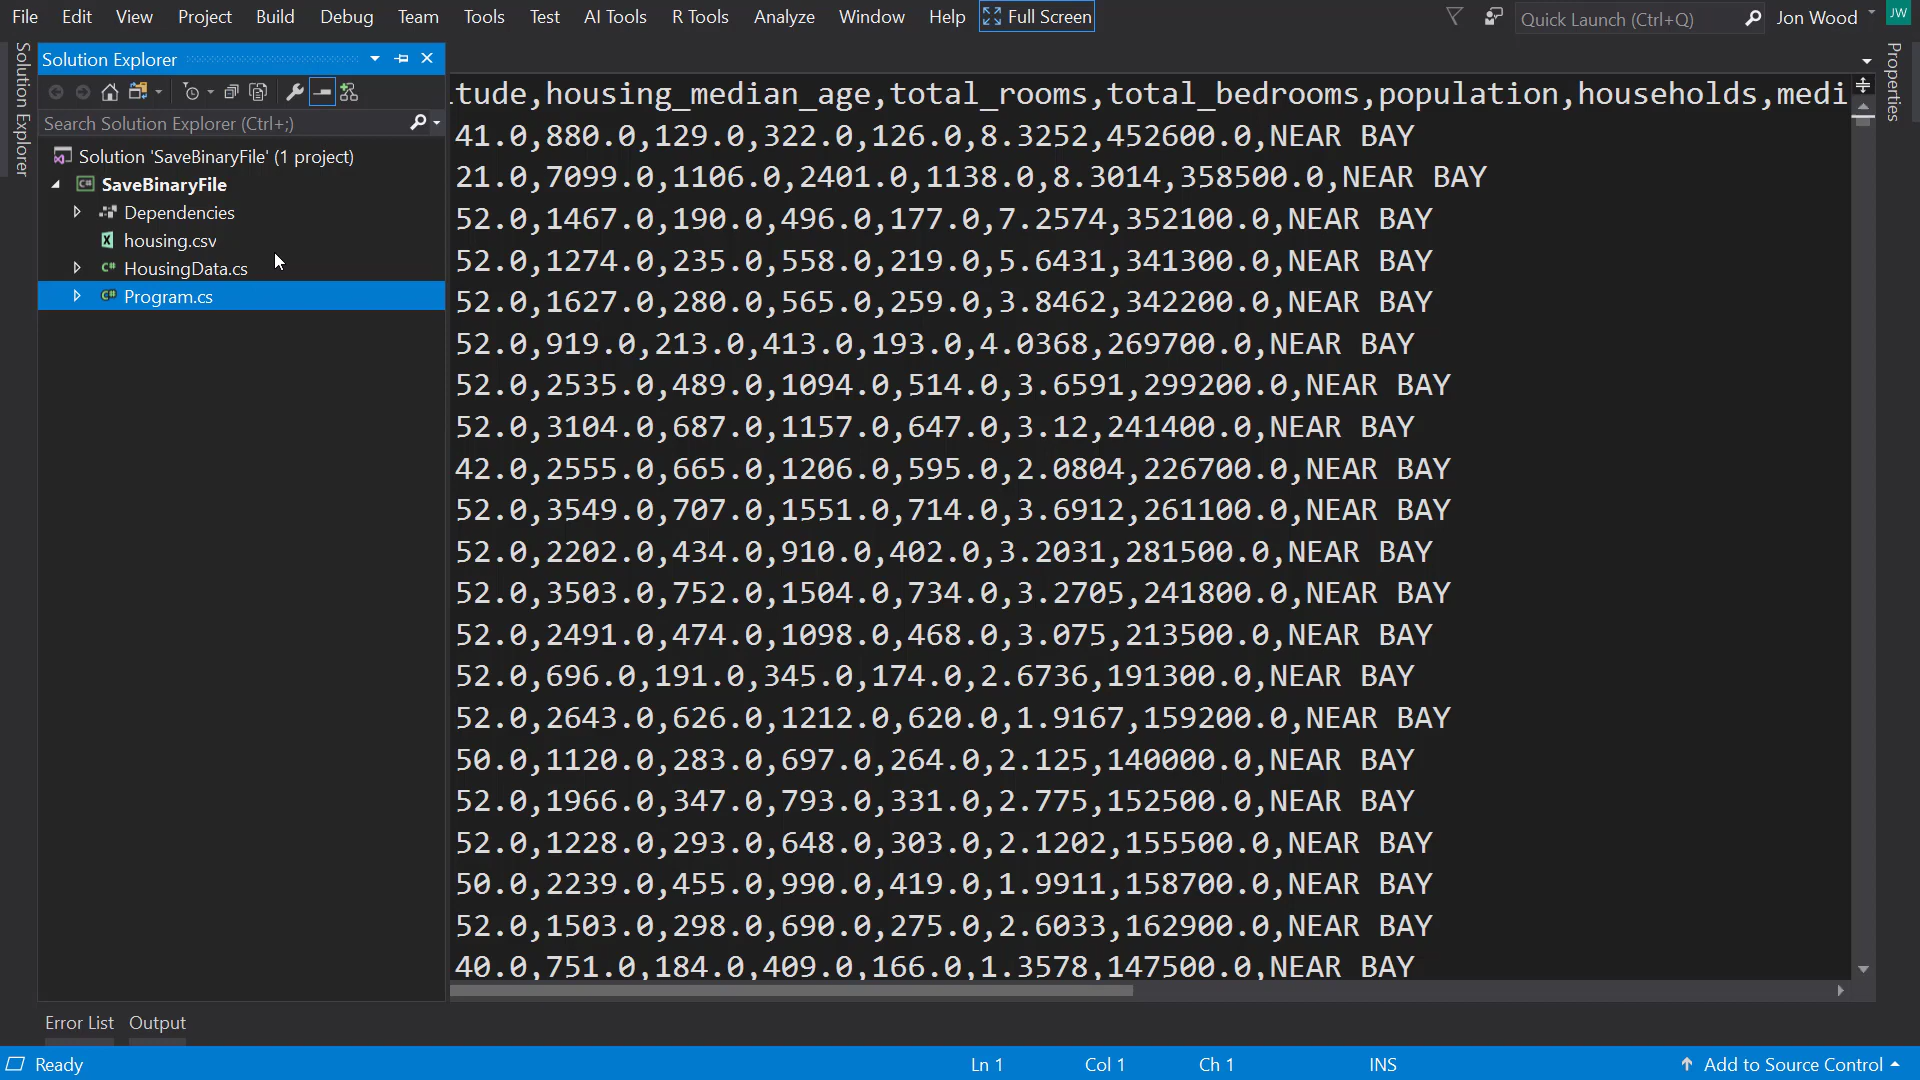 File Edit View Project Build Debug Team Tools Test AI Tools R Tools Analyze Window Help Full Screen Quick Launch (Ctrl+Q) Jon Wood JW
Solution Explorer
Properties
Solution Explorer
Search Solution Explorer (Ctrl+;)
Solution 'SaveBinaryFile' (1 project)
C# SaveBinaryFile
Dependencies
housing.csv
C# HousingData.cs
C# Program.cs
itude,housing_median_age,total_rooms,total_bedrooms,population,households,medi
41.0,880.0,129.0,322.0,126.0,8.3252,452600.0,NEAR BAY
21.0,7099.0,1106.0,2401.0,1138.0,8.3014,358500.0,NEAR BAY
52.0,1467.0,190.0,496.0,177.0,7.2574,352100.0,NEAR BAY
52.0,1274.0,235.0,558.0,219.0,5.6431,341300.0,NEAR BAY
52.0,1627.0,280.0,565.0,259.0,3.8462,342200.0,NEAR BAY
52.0,919.0,213.0,413.0,193.0,4.0368,269700.0,NEAR BAY
52.0,2535.0,489.0,1094.0,514.0,3.6591,299200.0,NEAR BAY
52.0,3104.0,687.0,1157.0,647.0,3.12,241400.0,NEAR BAY
42.0,2555.0,665.0,1206.0,595.0,2.0804,226700.0,NEAR BAY
52.0,3549.0,707.0,1551.0,714.0,3.6912,261100.0,NEAR BAY
52.0,2202.0,434.0,910.0,402.0,3.2031,281500.0,NEAR BAY
52.0,3503.0,752.0,1504.0,734.0,3.2705,241800.0,NEAR BAY
52.0,2491.0,474.0,1098.0,468.0,3.075,213500.0,NEAR BAY
52.0,696.0,191.0,345.0,174.0,2.6736,191300.0,NEAR BAY
52.0,2643.0,626.0,1212.0,620.0,1.9167,159200.0,NEAR BAY
50.0,1120.0,283.0,697.0,264.0,2.125,140000.0,NEAR BAY
52.0,1966.0,347.0,793.0,331.0,2.775,152500.0,NEAR BAY
52.0,1228.0,293.0,648.0,303.0,2.1202,155500.0,NEAR BAY
50.0,2239.0,455.0,990.0,419.0,1.9911,158700.0,NEAR BAY
52.0,1503.0,298.0,690.0,275.0,2.6033,162900.0,NEAR BAY
40.0,751.0,184.0,409.0,166.0,1.3578,147500.0,NEAR BAY
Error List Output
Ready Ln 1 Col 1 Ch 1 INS Add to Source Control